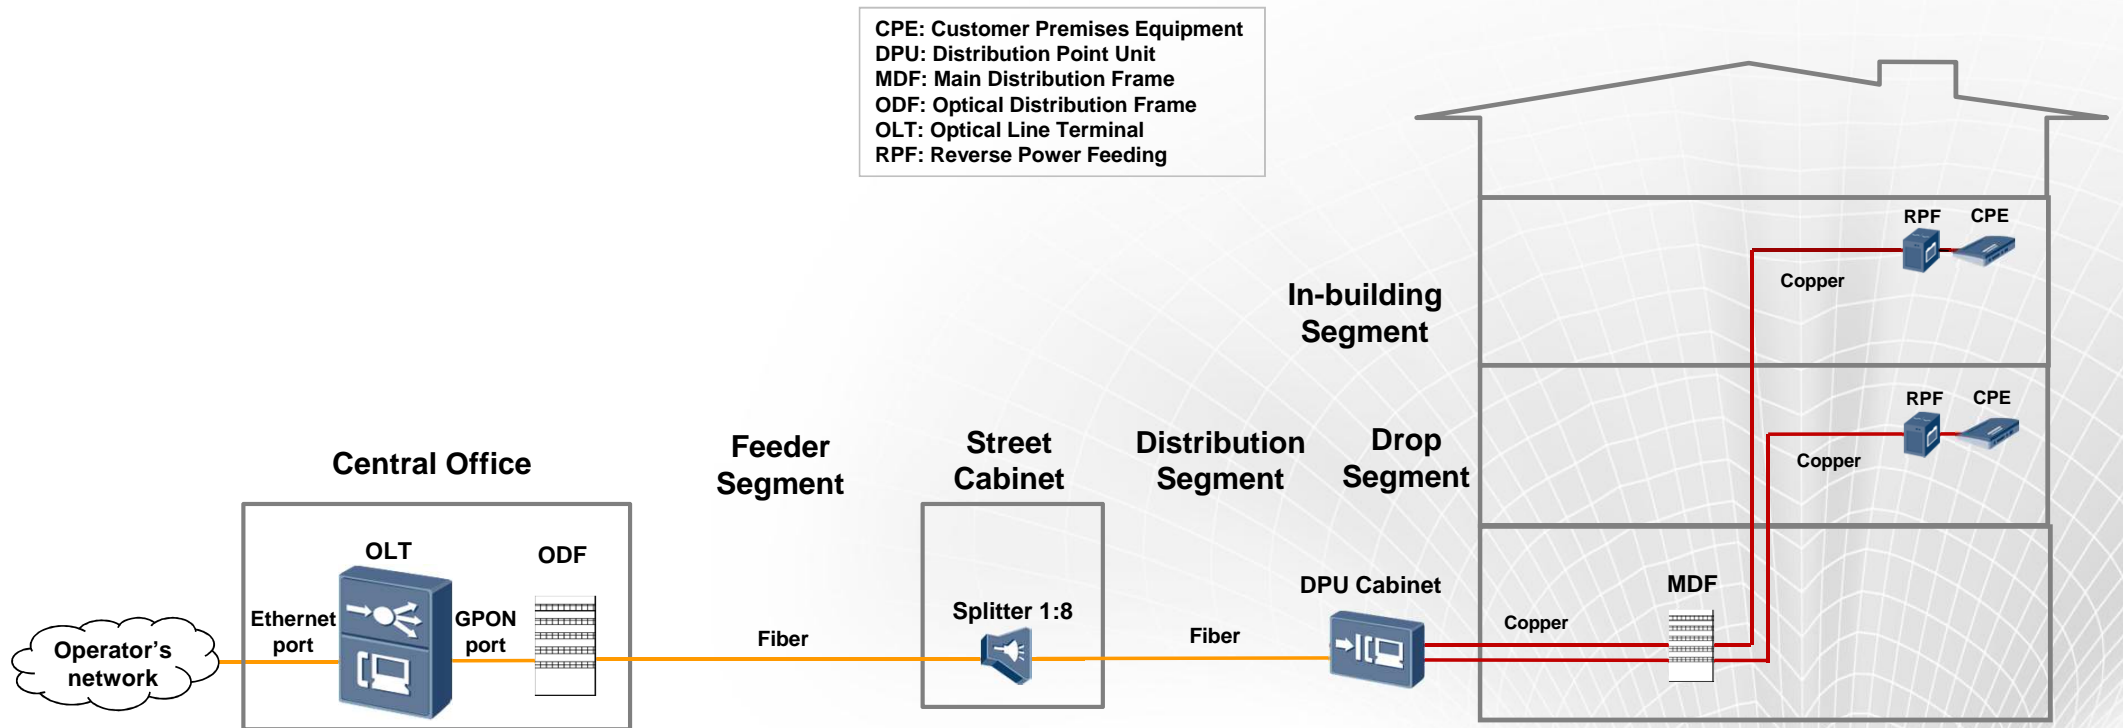 CPE: Customer Premises Equipment
DPU: Distribution Point Unit
MDF: Main Distribution Frame
ODF: Optical Distribution Frame
OLT: Optical Line Terminal
RPF: Reverse Power Feeding
RPF CPE
Copper
In-building
Segment
RPF CPE
Copper
Central Office
Feeder
Segment
Street
Cabinet
Distribution
Segment
Drop
Segment
OLT
ODF
Ethernet
port
GPON
port
Operator’s
network
Fiber
Splitter 1:8
Fiber
DPU Cabinet
Copper
MDF